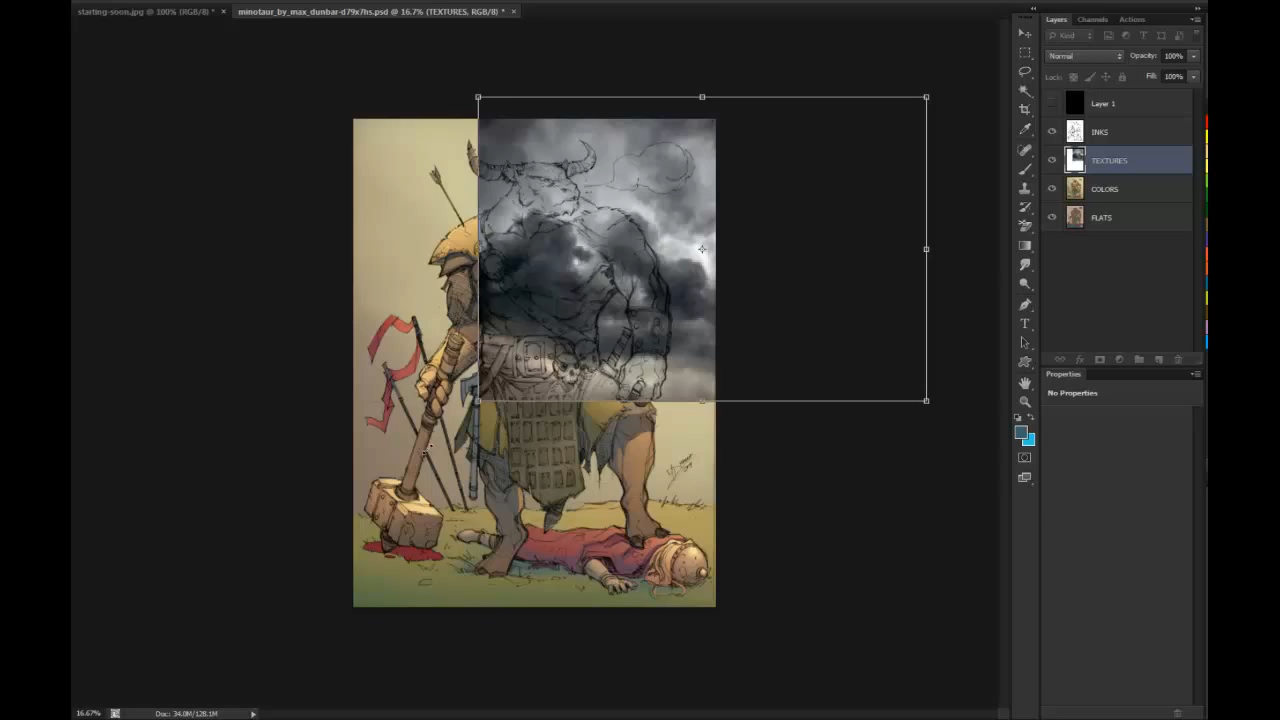 starting-soon.jpg @ 100% (RGB/8) * ×
minotaur_by_max_dunbar-d79x7hs.psd @ 16.7% (TEXTURES, RGB/8) * ×
Layers Channels Actions
Kind
Normal Opacity: 100%
Lock: Fill: 100%
Layer 1
INKS
TEXTURES
COLORS
FLATS
Properties
No Properties
16.67% Doc: 34.0M/128.1M